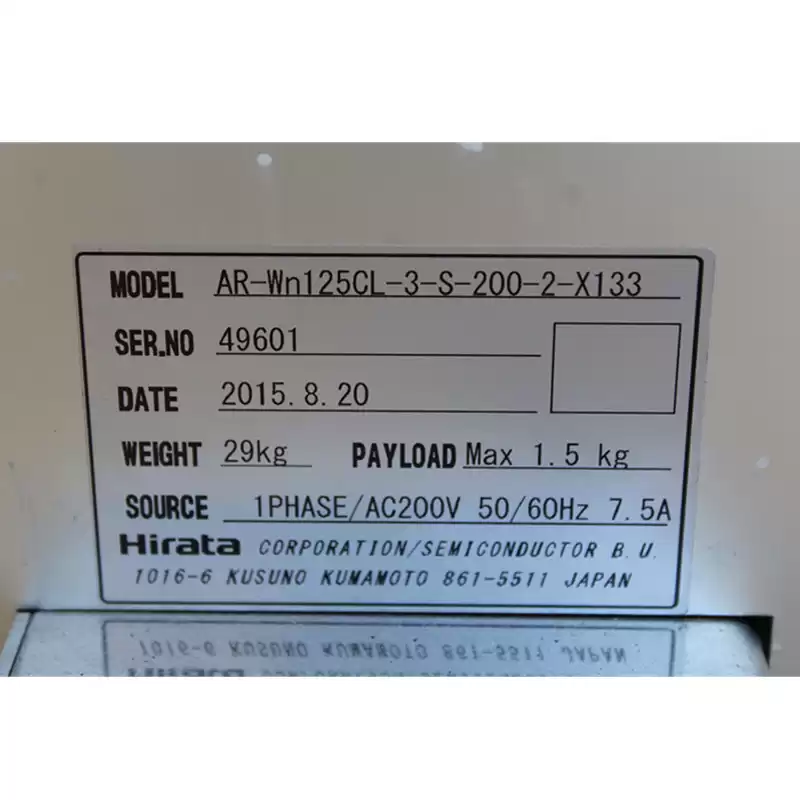 MODEL AR-Wn125CL-3-S-200-2-X133
SER.NO 49601
DATE 2015.8.20
WEIGHT 29kg PAYLOAD Max 1.5 kg
SOURCE 1PHASE/AC200V 50/60Hz 7.5A
Hirata CORPORATION/SEMICONDUCTOR B.U.
1016-6 KUSUNO KUMAMOTO 861-5511 JAPAN